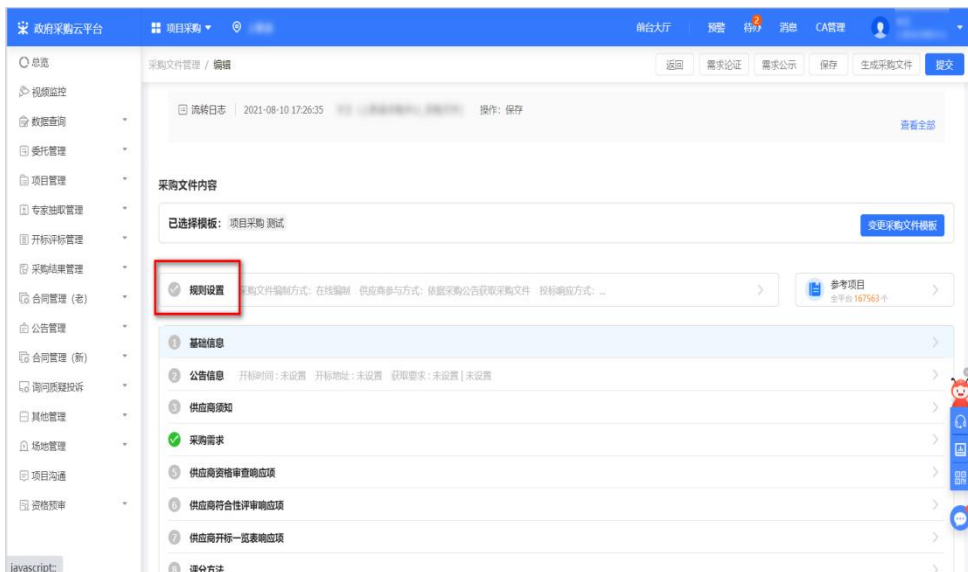 政府采购云平台
项目采购
前台大厅 预警 待办 2 消息 CA管理
总览
视频监控
数据查询
委托管理
项目管理
专家抽取管理
开标评标管理
采购结果管理
合同管理（老）
公告管理
合同管理（新）
询问质疑投诉
其他管理
场地管理
项目沟通
资格预审
javascript:;
采购文件管理 / 编辑
返回 需求论证 需求公示 保存 生成采购文件 提交
流转日志 2021-08-10 17:26:35 操作：保存
查看全部
采购文件内容
已选择模板： 项目采购 测试 变更采购文件模板
规则设置 采购文件编制方式：在线编制 供应商参与方式：依据采购公告获取采购文件 投标响应方式：...
参考项目
全平台 167563 个
1 基础信息
2 公告信息 开标时间：未设置 开标地址：未设置 获取要求：未设置 | 未设置
3 供应商须知
采购需求
5 供应商资格审查响应项
6 供应商符合性评审响应项
7 供应商开标一览表响应项
8 评分方法